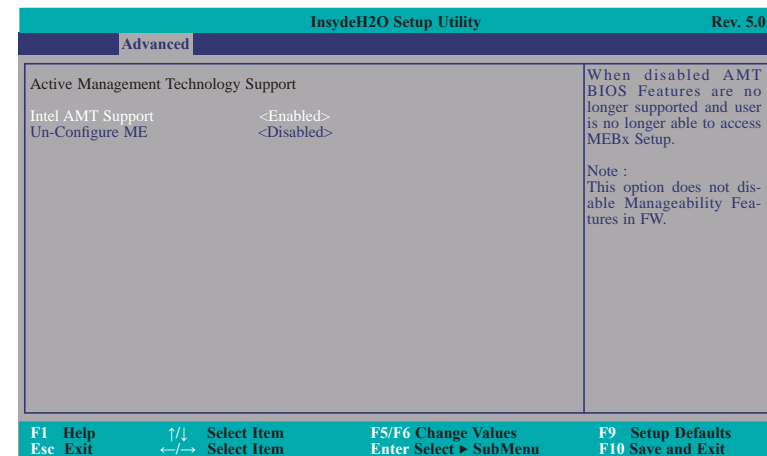 InsydeH2O Setup Utility Rev. 5.0
Advanced
Active Management Technology Support
Intel AMT Support <Enabled>
Un-Configure ME <Disabled>
When disabled AMT
BIOS Features are no
longer supported and user
is no longer able to access
MEBx Setup.
Note :
This option does not dis-
able Manageability Fea-
tures in FW.
F1 Help ↑/↓ Select Item F5/F6 Change Values F9 Setup Defaults
Esc Exit ←/→ Select Item Enter Select ▶ SubMenu F10 Save and Exit